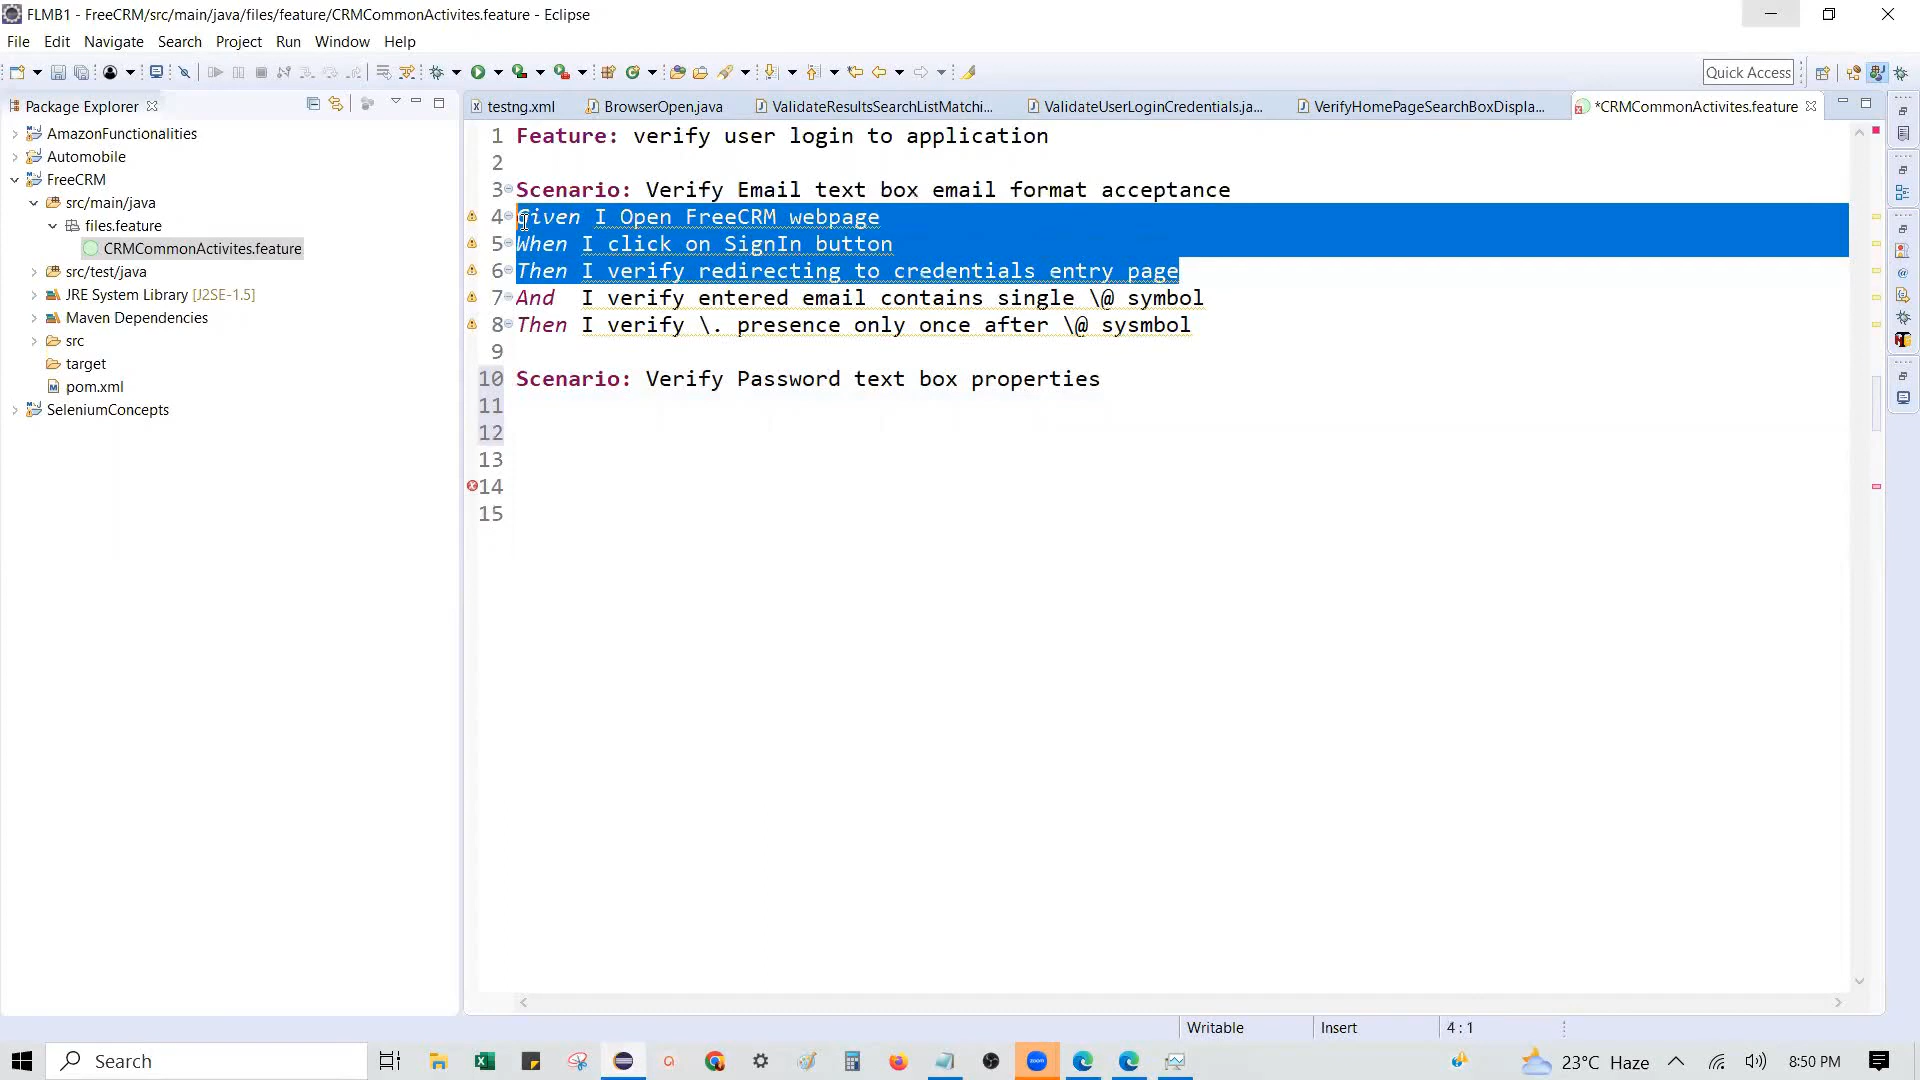 FLMB1 - FreeCRM/src/main/java/files/feature/CRMCommonActivites.feature - Eclipse
File Edit Navigate Search Project Run Window Help
Quick Access
Package Explorer
testng.xml BrowserOpen.java ValidateResultsSearchListMatchi... ValidateUserLoginCredentials.ja... VerifyHomePageSearchBoxDispla... *CRMCommonActivites.feature
AmazonFunctionalities
Automobile
FreeCRM
src/main/java
files.feature
CRMCommonActivites.feature
src/test/java
JRE System Library [J2SE-1.5]
Maven Dependencies
src
target
pom.xml
SeleniumConcepts
1 Feature: verify user login to application
2
3 Scenario: Verify Email text box email format acceptance
4 Given I Open FreeCRM webpage
5 When I click on SignIn button
6 Then I verify redirecting to credentials entry page
7 And  I verify entered email contains single \@ symbol
8 Then I verify \. presence only once after \@ sysmbol
9
10 Scenario: Verify Password text box properties
11
12
13
14
15
Writable Insert 4 : 1
Search
23°C Haze
8:50 PM